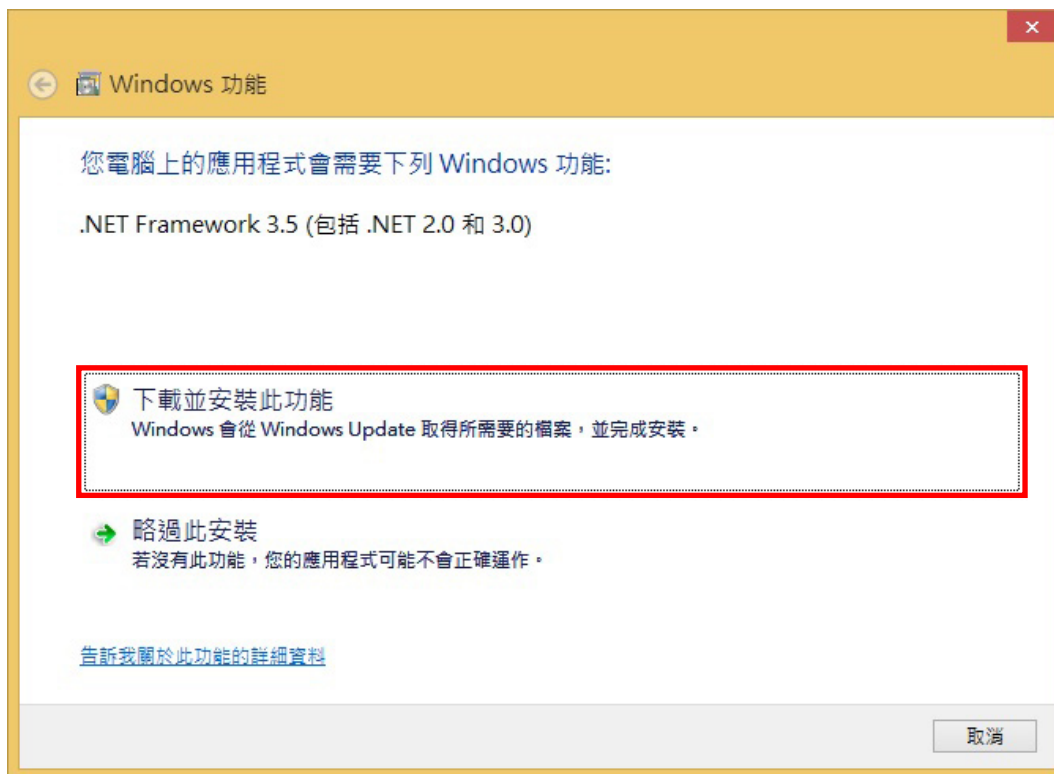 Windows 功能
您電腦上的應用程式會需要下列 Windows 功能:
.NET Framework 3.5 (包括 .NET 2.0 和 3.0)
下載並安裝此功能
Windows 會從 Windows Update 取得所需要的檔案，並完成安裝。
略過此安裝
若沒有此功能，您的應用程式可能不會正確運作。
告訴我關於此功能的詳細資料
取消